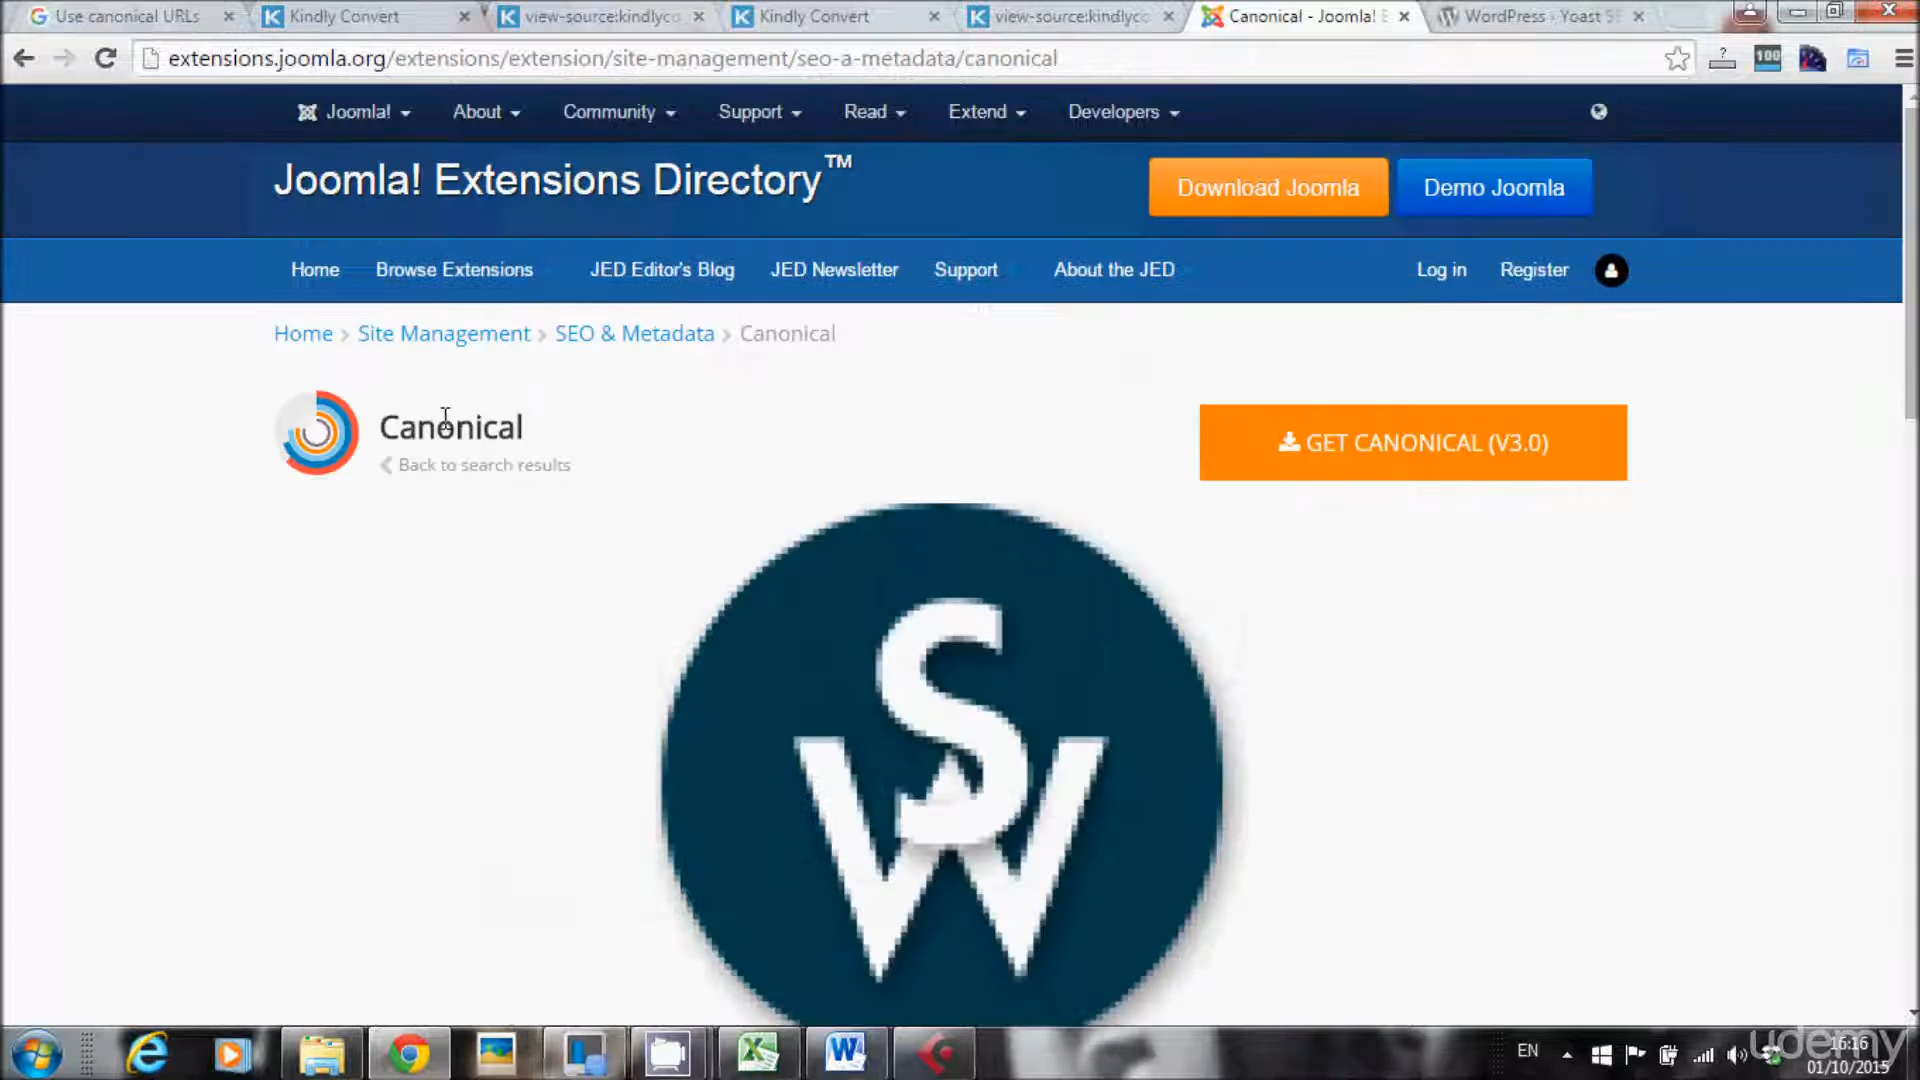 Use canonical URLs
Kindly Convert
view-source:kindlyco
Kindly Convert
view-source:kindlyco
Canonical - Joomla! E
WordPress › Yoast SE
extensions.joomla.org/extensions/extension/site-management/seo-a-metadata/canonical
?
100
Joomla!
About
Community
Support
Read
Extend
Developers
Joomla! Extensions Directory™
Download Joomla
Demo Joomla
Home
Browse Extensions
JED Editor's Blog
JED Newsletter
Support
About the JED
Log in
Register
Home > Site Management > SEO & Metadata > Canonical
Canonical
Back to search results
GET CANONICAL (V3.0)
SW
EN
16:16
01/10/2015
udemy